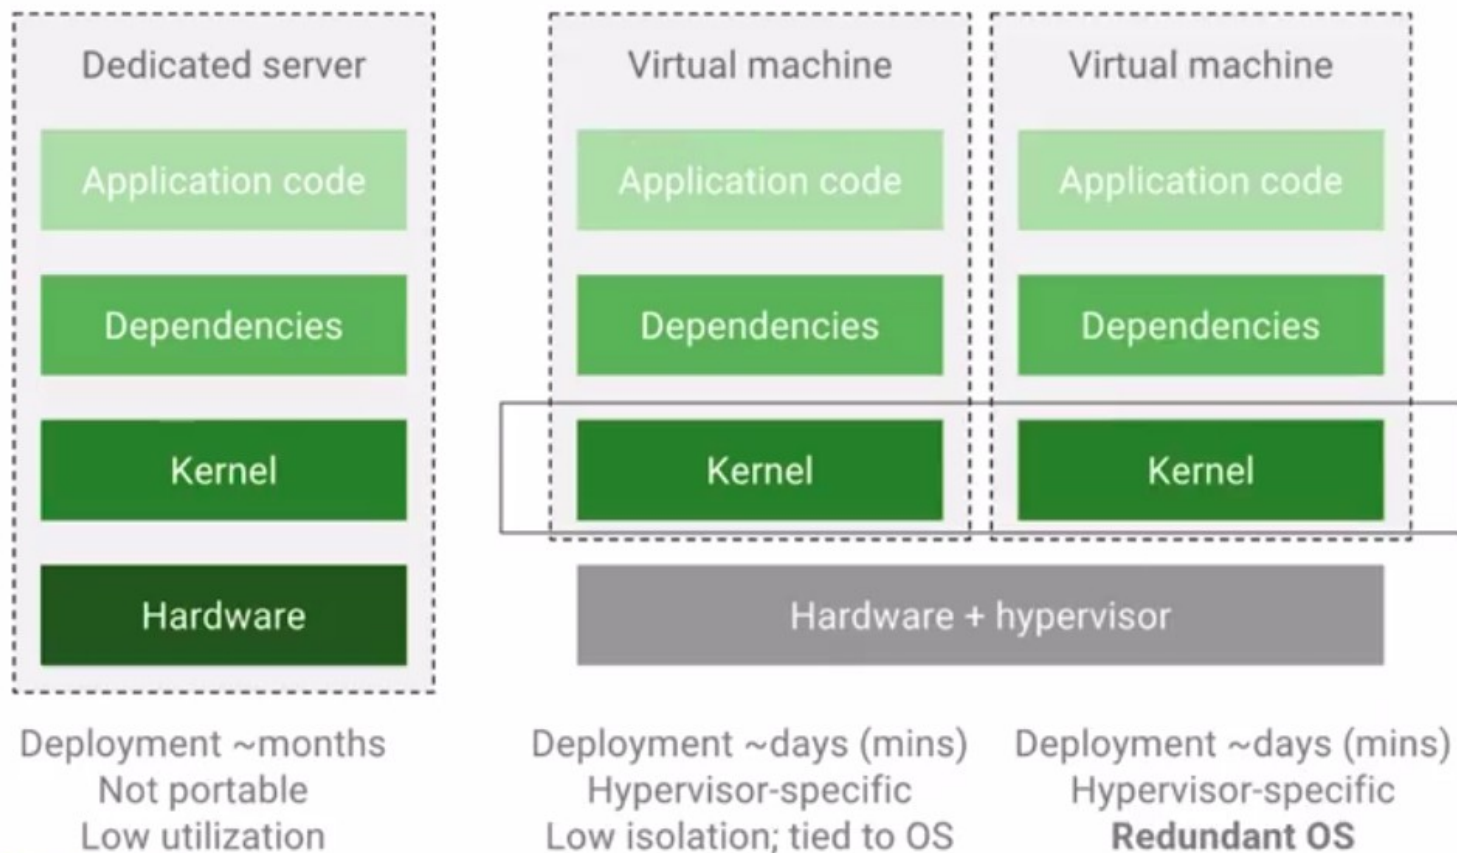 Dedicated server
Application code
Dependencies
Kernel
Hardware
Deployment ~months
Not portable
Low utilization
Virtual machine
Application code
Dependencies
Kernel
Virtual machine
Application code
Dependencies
Kernel
Hardware + hypervisor
Deployment ~days (mins)
Hypervisor-specific
Low isolation; tied to OS
Deployment ~days (mins)
Hypervisor-specific
Redundant OS